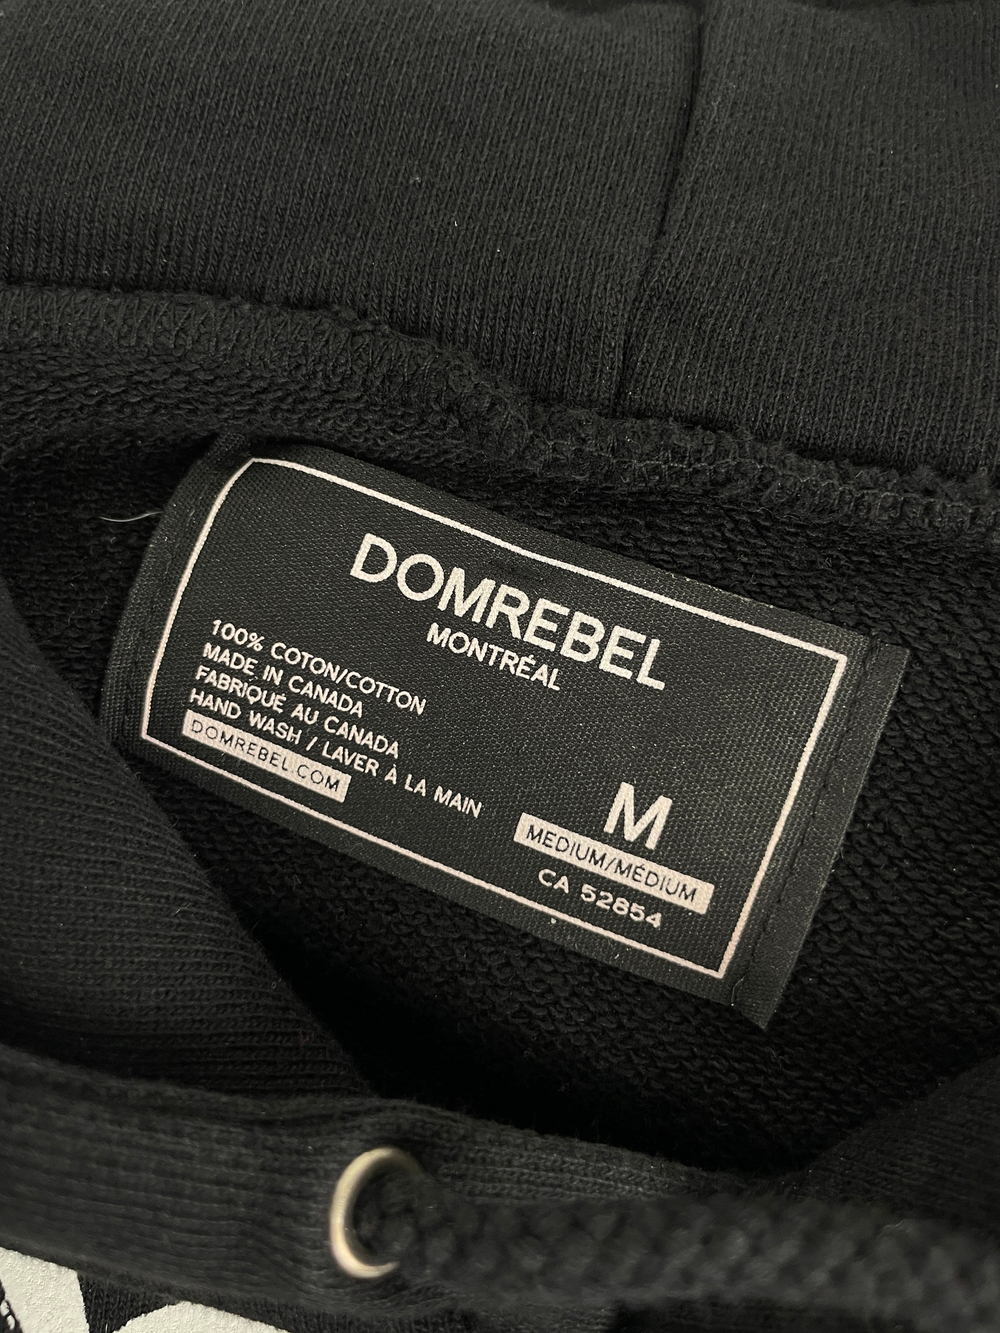 DOMREBEL
MONTRÉAL
100% COTON/COTTON
MADE IN CANADA
FABRIQUÉ AU CANADA
HAND WASH / LAVER À LA MAIN
DOMREBEL.COM
M
MEDIUM/MÉDIUM
CA 52854